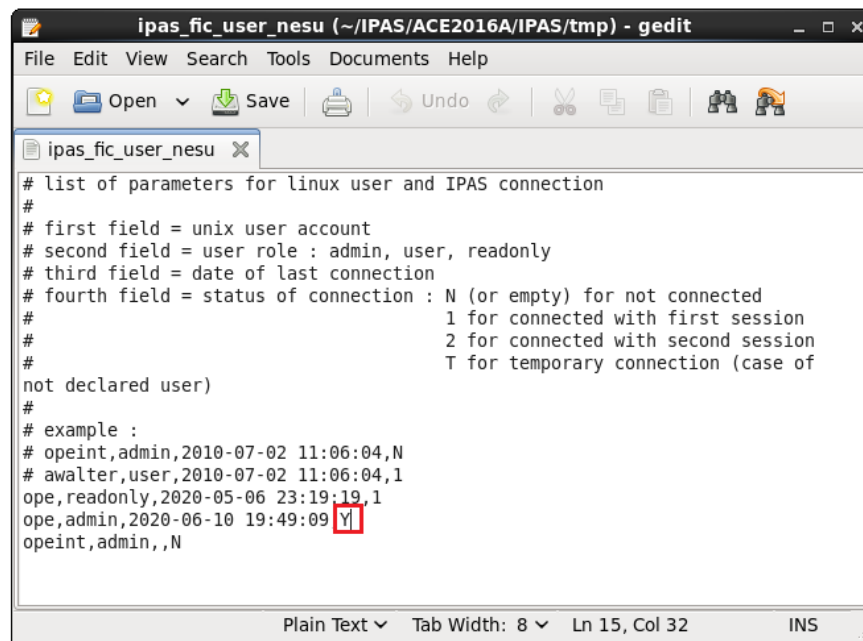 ipas_fic_user_nesu (~/IPAS/ACE2016A/IPAS/tmp) - gedit
File Edit View Search Tools Documents Help
Open Save Undo
ipas_fic_user_nesu
# list of parameters for linux user and IPAS connection
#
# first field = unix user account
# second field = user role : admin, user, readonly
# third field = date of last connection
# fourth field = status of connection : N (or empty) for not connected
# 1 for connected with first session
# 2 for connected with second session
# T for temporary connection (case of
not declared user)
#
# example :
# opeint,admin,2010-07-02 11:06:04,N
# awalter,user,2010-07-02 11:06:04,1
ope,readonly,2020-05-06 23:19:19,1
ope,admin,2020-06-10 19:49:09 Y
opeint,admin,,N
Plain Text Tab Width: 8 Ln 15, Col 32 INS